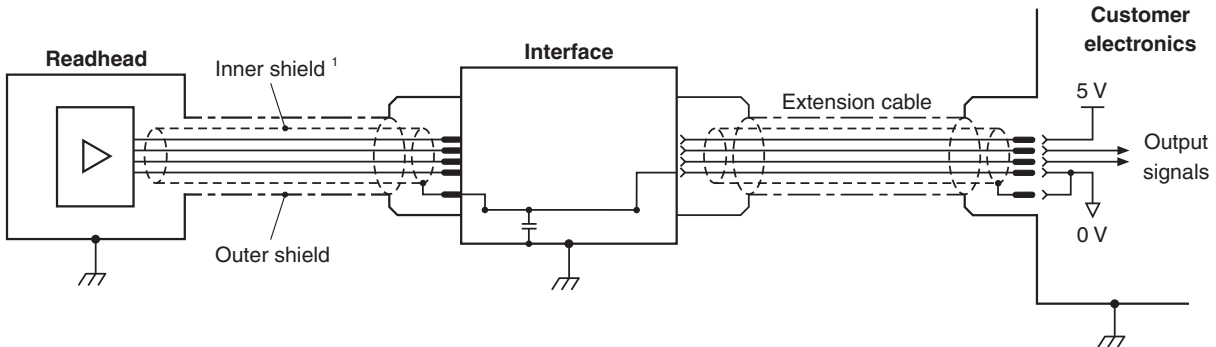 Customer
electronics
Readhead
Interface
Inner shield 1
5 V
Extension cable
Output
signals
Outer shield
0 V